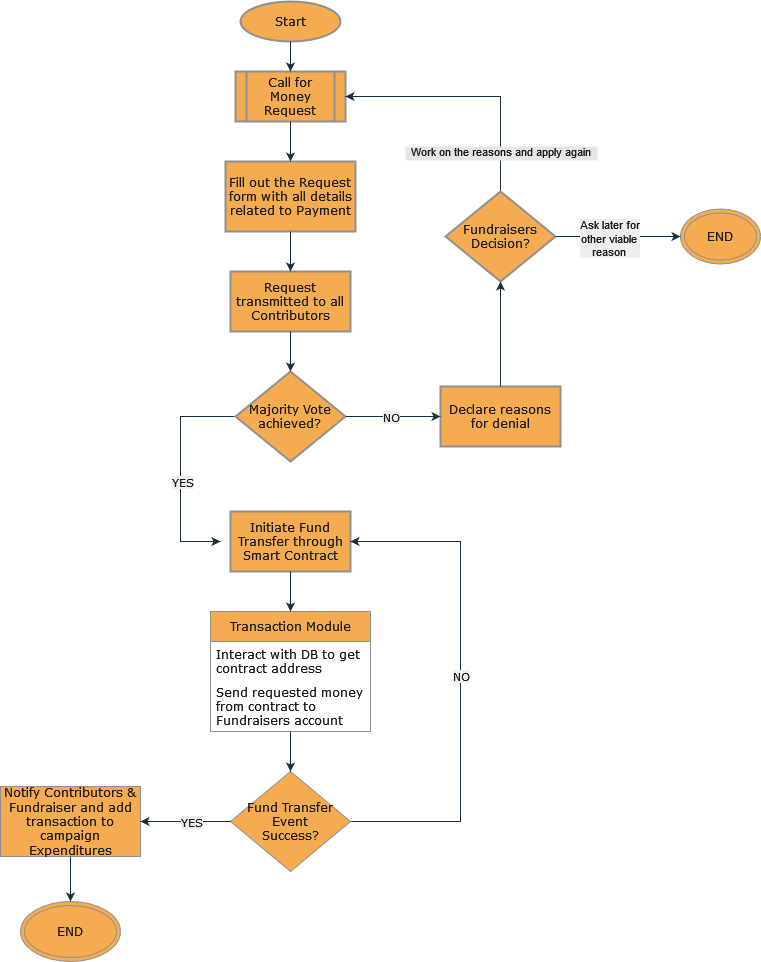 Start
Call for
Money
Request
Work on the reasons and apply again
Fill out the Request
form with all details
related to Payment
Fundraisers
Decision?
Ask later for
other viable
reason
END
Request
transmitted to all
Contributors
Majority Vote
achieved?
NO
Declare reasons
for denial
YES
Initiate Fund
Transfer through
Smart Contract
Transaction Module
Interact with DB to get
contract address
Send requested money
from contract to
Fundraisers account
NO
Fund Transfer
Event
Success?
YES
Notify Contributors &
Fundraiser and add
transaction to
campaign
Expenditures
END